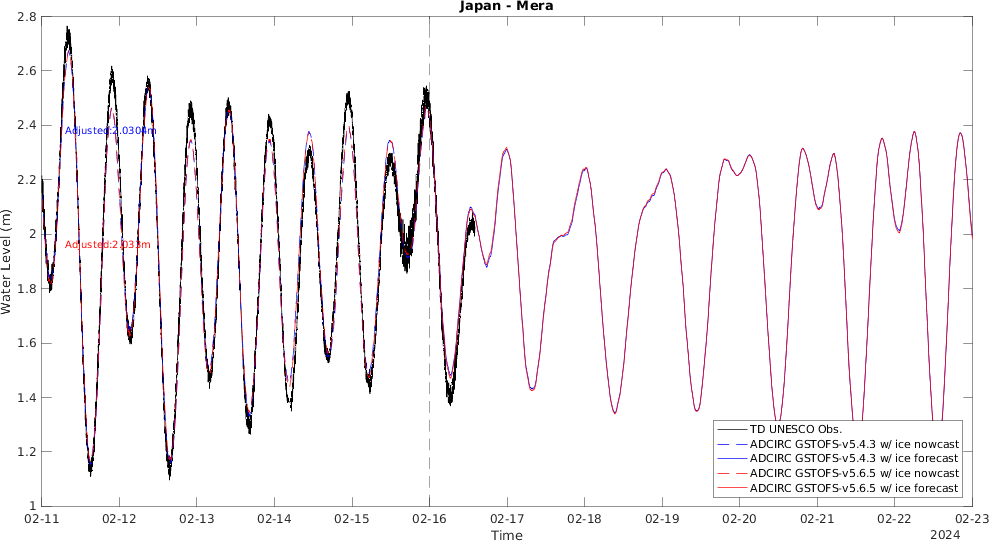 Japan - Mera
2.8
2.6
2.4
2.2
2
1.8
1.6
1.4
1.2
1
Water Level (m)
Adjusted:2.0304m
Adjusted:2.033m
TD UNESCO Obs.
ADCIRC GSTOFS-v5.4.3 w/ ice nowcast
ADCIRC GSTOFS-v5.4.3 w/ ice forecast
ADCIRC GSTOFS-v5.6.5 w/ ice nowcast
ADCIRC GSTOFS-v5.6.5 w/ ice forecast
02-11 02-12 02-13 02-14 02-15 02-16 02-17 02-18 02-19 02-20 02-21 02-22 02-23
Time
2024